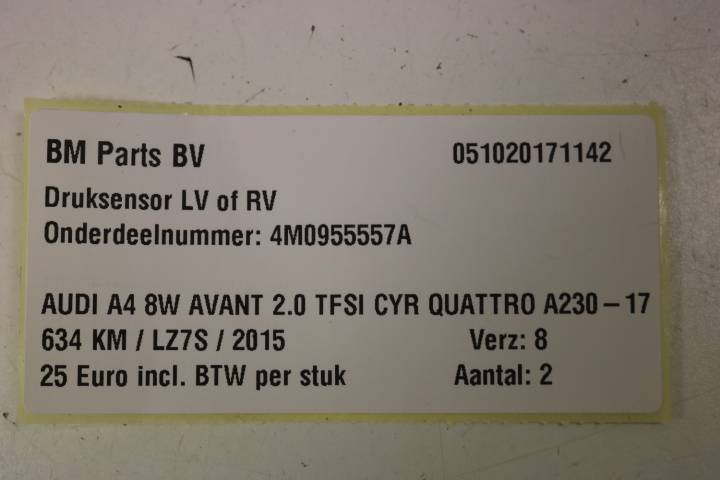 BM Parts BV 051020171142
Druksensor LV of RV
Onderdeelnummer: 4M0955557A
AUDI A4 8W AVANT 2.0 TFSI CYR QUATTRO A230-17
634 KM / LZ7S / 2015 Verz: 8
25 Euro incl. BTW per stuk Aantal: 2